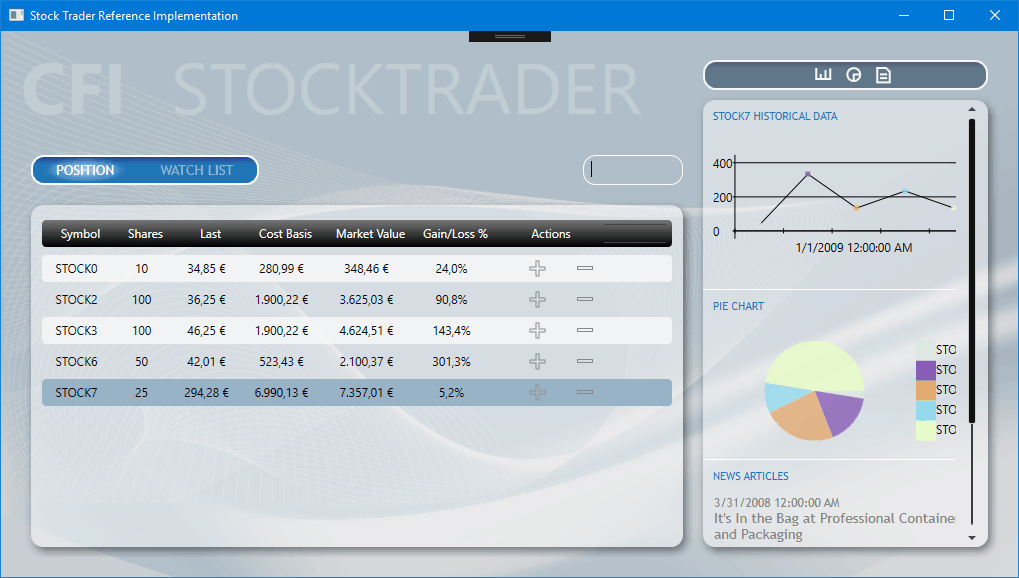 Stock Trader Reference Implementation
CFI STOCKTRADER
POSITION WATCH LIST
Symbol Shares Last Cost Basis Market Value Gain/Loss % Actions
STOCK0 10 34,85 € 280,99 € 348,46 € 24,0%
STOCK2 100 36,25 € 1.900,22 € 3.625,03 € 90,8%
STOCK3 100 46,25 € 1.900,22 € 4.624,51 € 143,4%
STOCK6 50 42,01 € 523,43 € 2.100,37 € 301,3%
STOCK7 25 294,28 € 6.990,13 € 7.357,01 € 5,2%
STOCK7 HISTORICAL DATA
400
200
0
1/1/2009 12:00:00 AM
PIE CHART
STO
STO
STO
STO
STO
NEWS ARTICLES
3/31/2008 12:00:00 AM
It's In the Bag at Professional Container
and Packaging